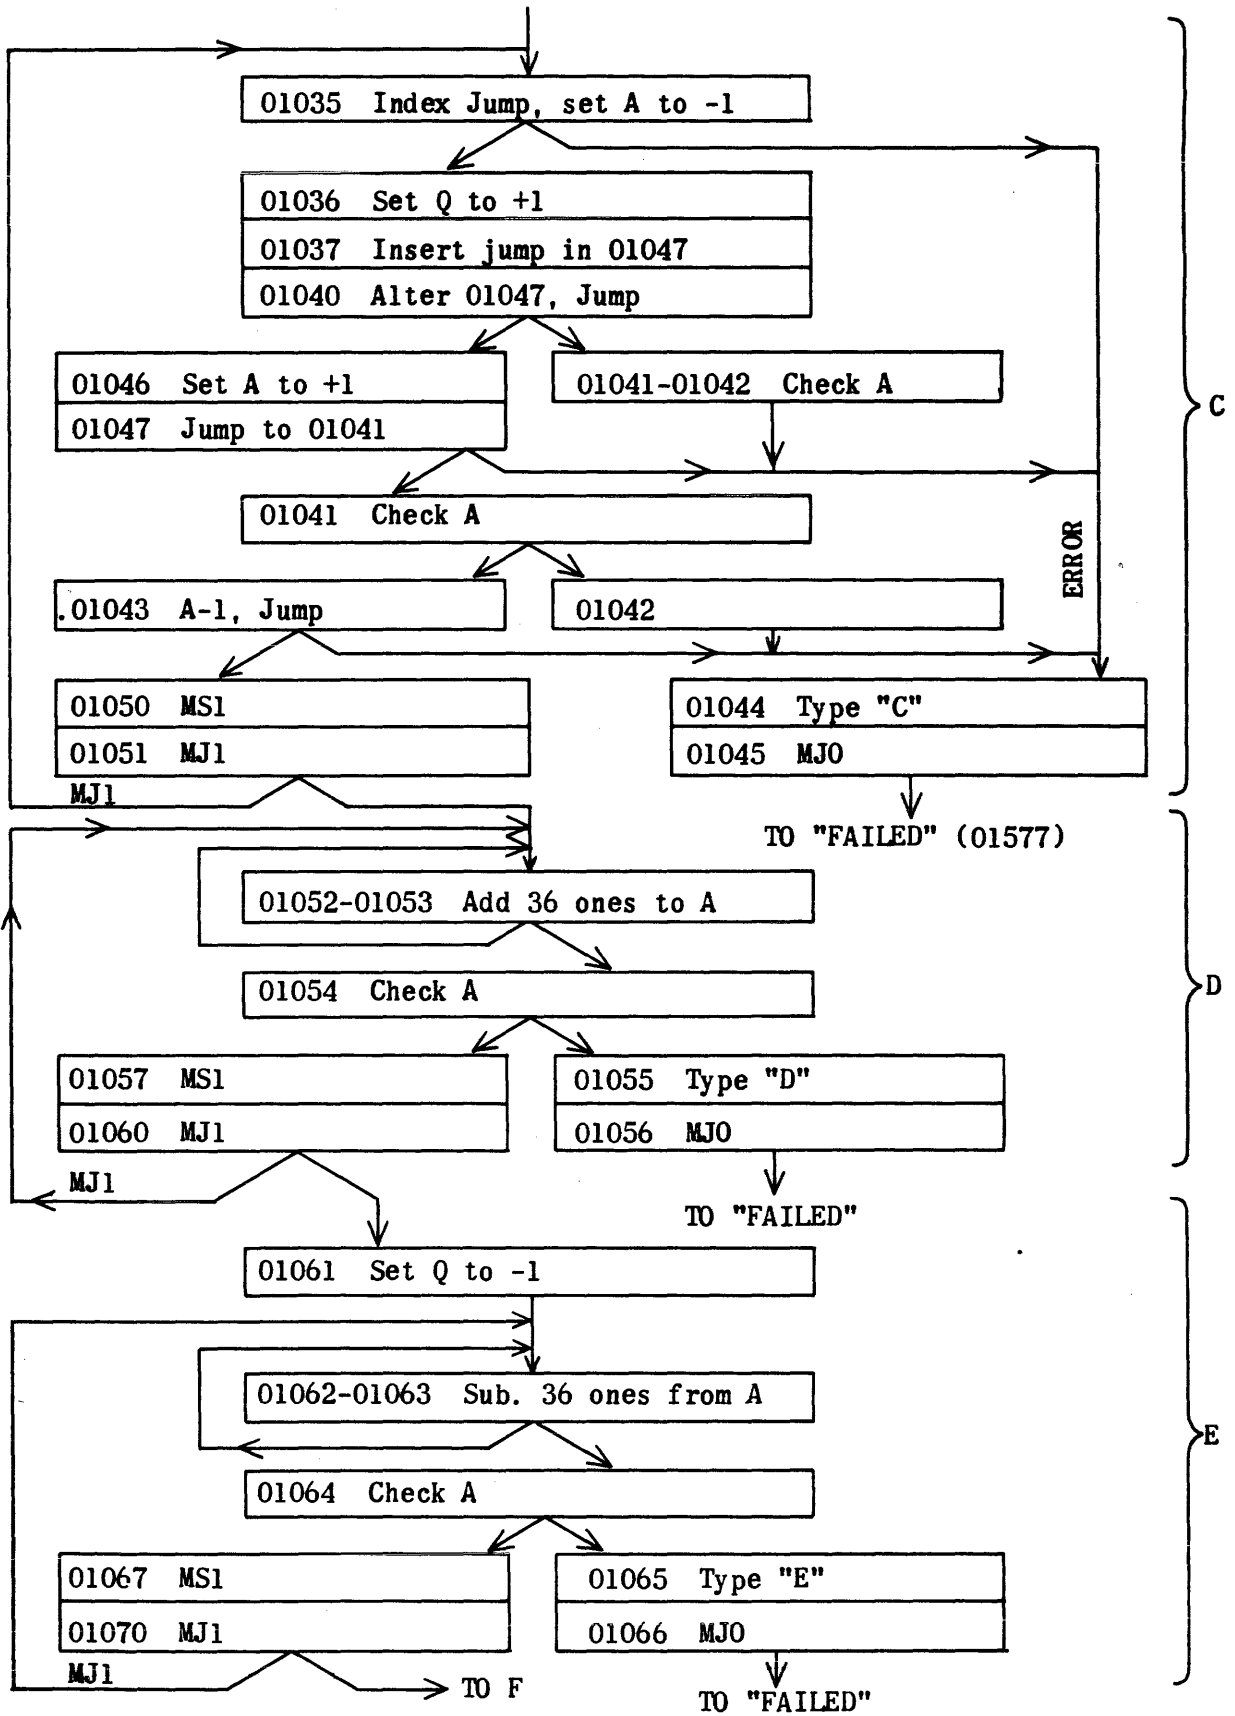 01035 Index Jump, set A to -1
01036 Set Q to +1
01037 Insert jump in 01047
01040 Alter 01047, Jump
01046 Set A to +1
01047 Jump to 01041
01041-01042 Check A
C
01041 Check A
ERROR
.01043 A-1, Jump
01042
01050 MS1
01051 MJ1
MJ1
01044 Type "C"
01045 MJO
TO "FAILED" (01577)
01052-01053 Add 36 ones to A
D
01054 Check A
01057 MS1
01060 MJ1
MJ1
01055 Type "D"
01056 MJO
TO "FAILED"
01061 Set Q to -1
01062-01063 Sub. 36 ones from A
E
01064 Check A
01067 MS1
01070 MJ1
MJ1
TO F
01065 Type "E"
01066 MJO
TO "FAILED"